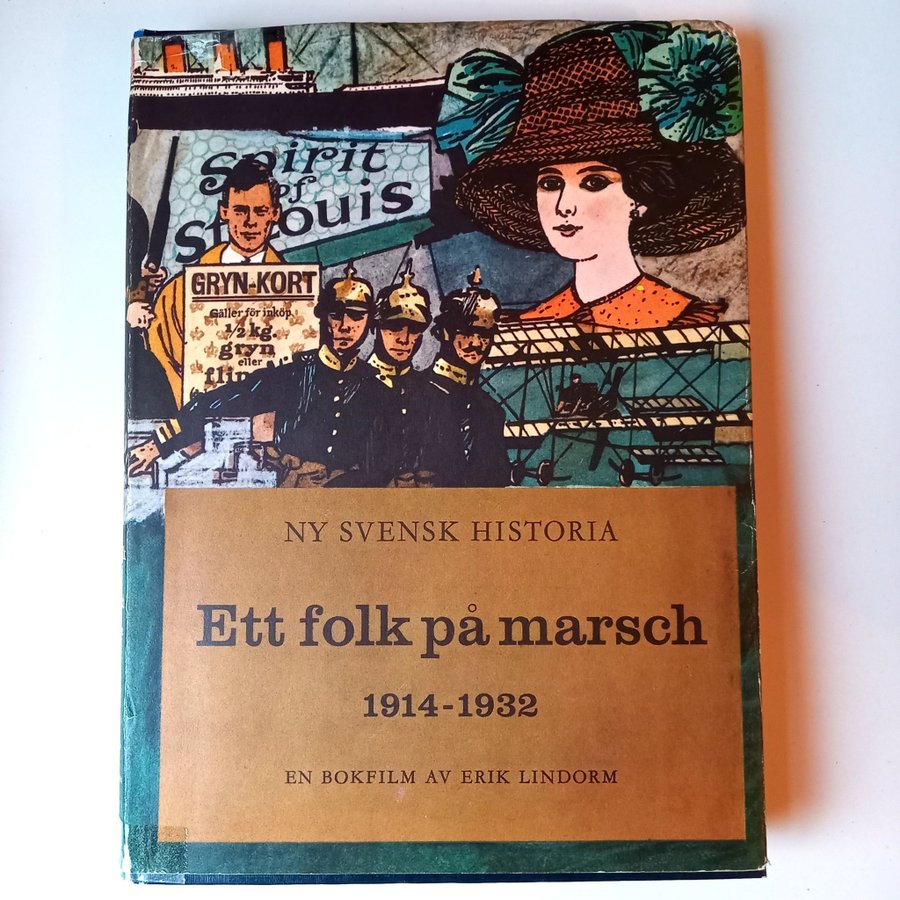 Spirit
of
St Louis
GRYN-KORT
Gäller för inköp
1/2 kg.
gryn
eller
NY SVENSK HISTORIA
Ett folk på marsch
1914-1932
EN BOKFILM AV ERIK LINDORM